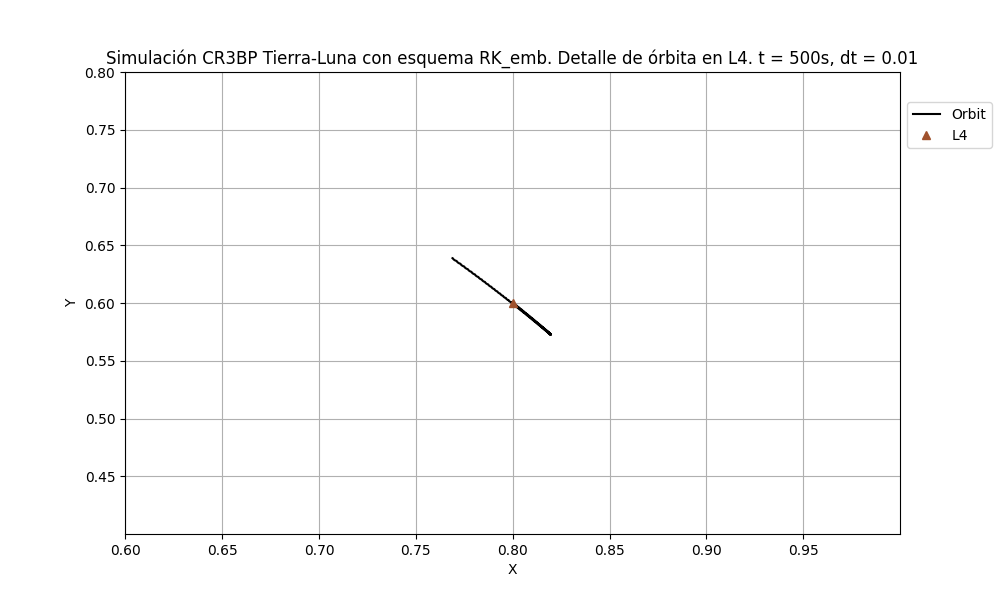 Simulación CR3BP Tierra-Luna con esquema RK_emb. Detalle de órbita en L4. t = 500s, dt = 0.01
0.80
0.75
0.70
0.65
0.60
0.55
0.50
0.45
Y
0.60 0.65 0.70 0.75 0.80 0.85 0.90 0.95
X
Orbit
L4